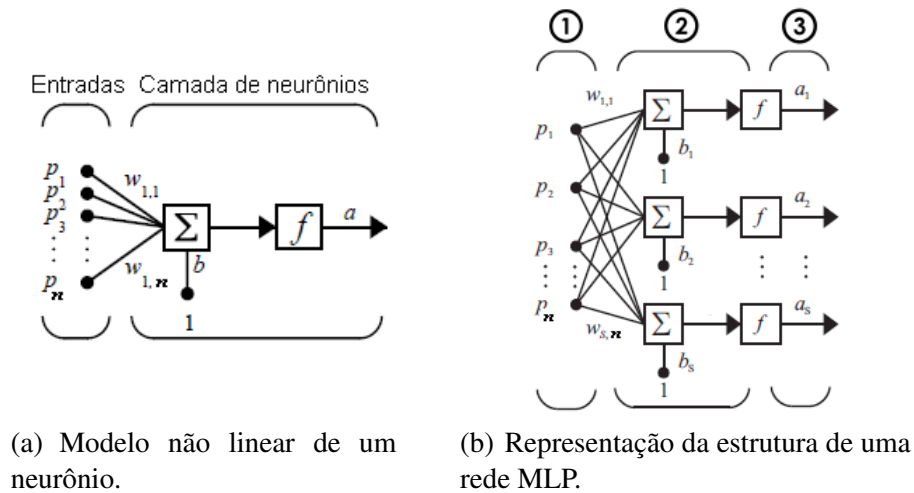 Entradas Camada de neurônios
p1
p2
p3
pn
w1,1
w1,n
Σ
b
1
f
a
(a) Modelo não linear de um
neurônio.
1 2 3
p1
p2
p3
pn
w1,1
ws,n
Σ
b1
1
f
a1
Σ
b2
1
f
a2
Σ
bs
1
f
as
(b) Representação da estrutura de uma
rede MLP.